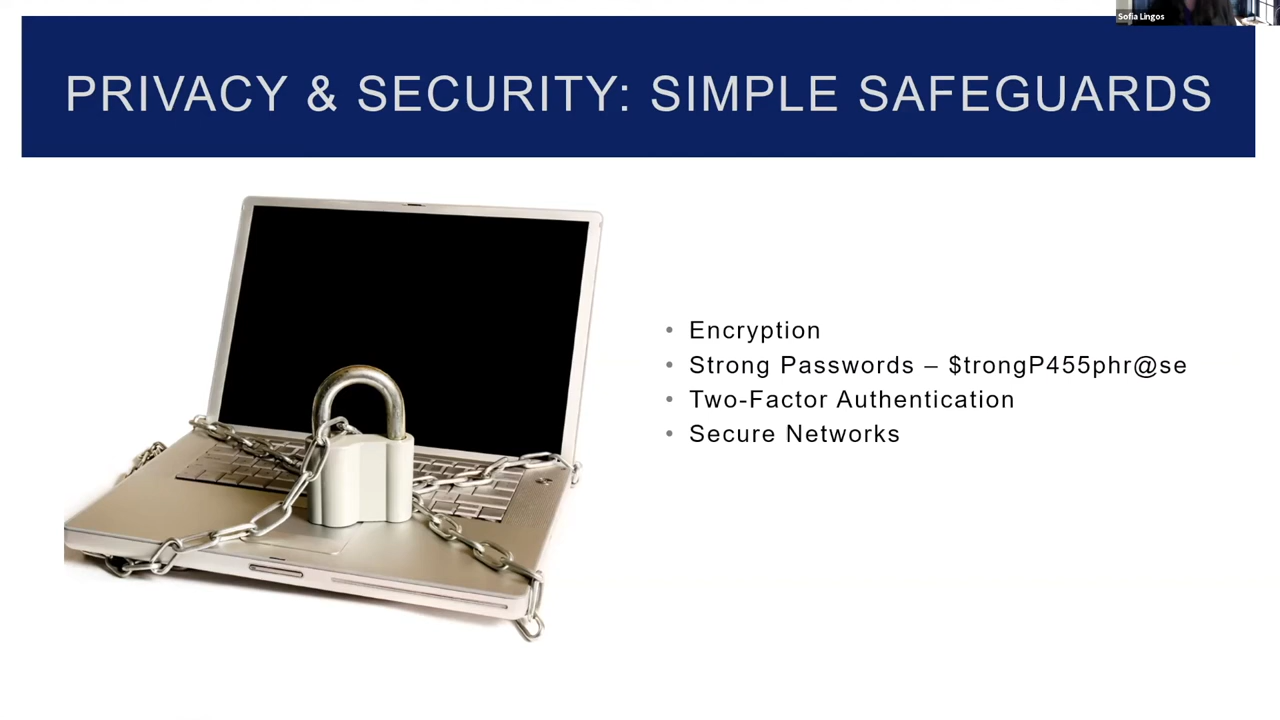 Sofia Lingos
PRIVACY & SECURITY: SIMPLE SAFEGUARDS
• Encryption
• Strong Passwords – $trongP455phr@se
• Two-Factor Authentication
• Secure Networks